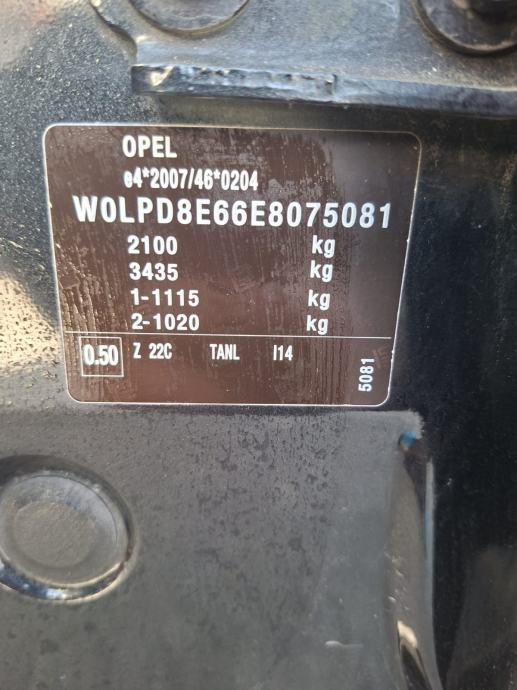 OPEL
e4*2007/46*0204
W0LPD8E66E8075081
2100 kg
3435 kg
1-1115 kg
2-1020 kg
0.50 Z 22C TANL I14
5081